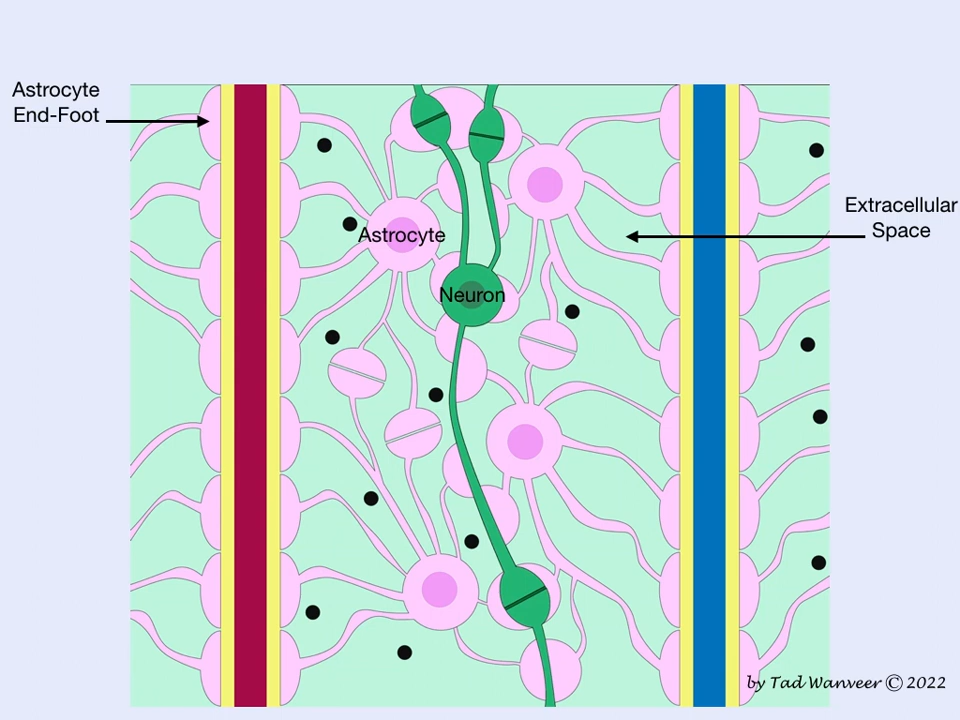 Astrocyte
End-Foot
Extracellular
Space
Astrocyte
Neuron
by Tad Wanveer © 2022